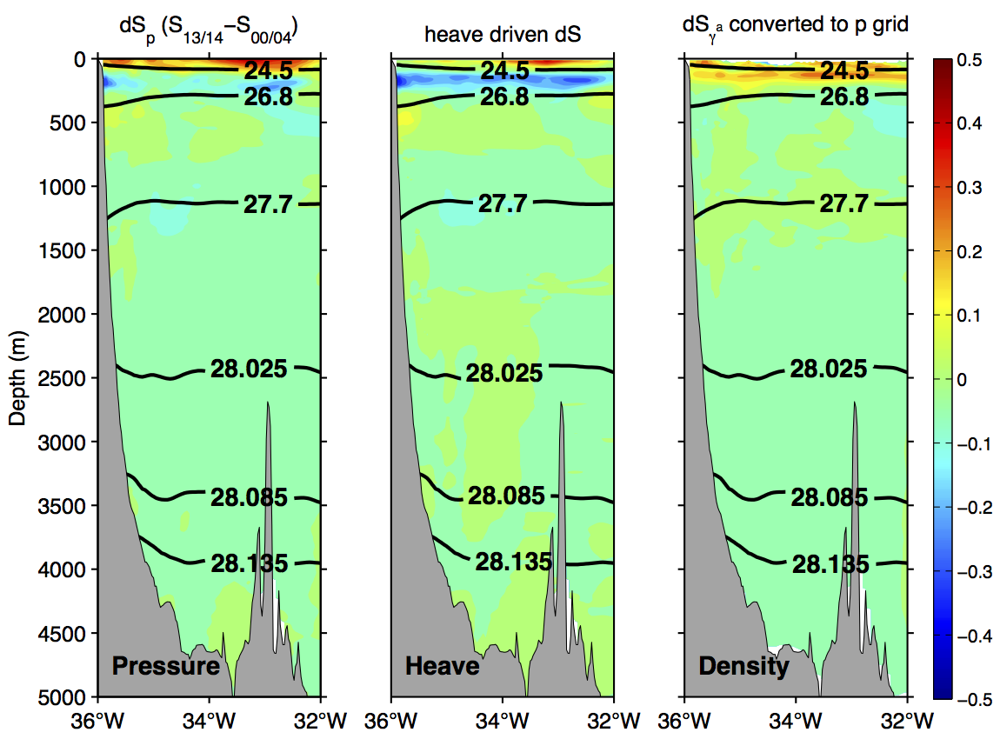 dSp (S13/14−S00/04)
heave driven dS
dSγa converted to p grid
Depth (m)
0
500
1000
1500
2000
2500
3000
3500
4000
4500
5000
24.5
26.8
27.7
28.025
28.085
28.135
Pressure
36°W
34°W
32°W
24.5
26.8
27.7
28.025
28.085
28.135
Heave
36°W
34°W
32°W
24.5
26.8
27.7
28.025
28.085
28.135
Density
36°W
34°W
32°W
0.5
0.4
0.3
0.2
0.1
0
−0.1
−0.2
−0.3
−0.4
−0.5